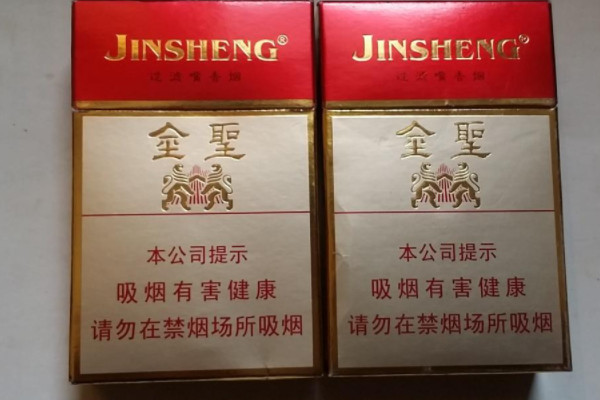 JINSHENG®
过滤嘴香烟
金聖
本公司提示
吸烟有害健康
请勿在禁烟场所吸烟
JINSHENG®
过滤嘴香烟
金聖
本公司提示
吸烟有害健康
请勿在禁烟场所吸烟